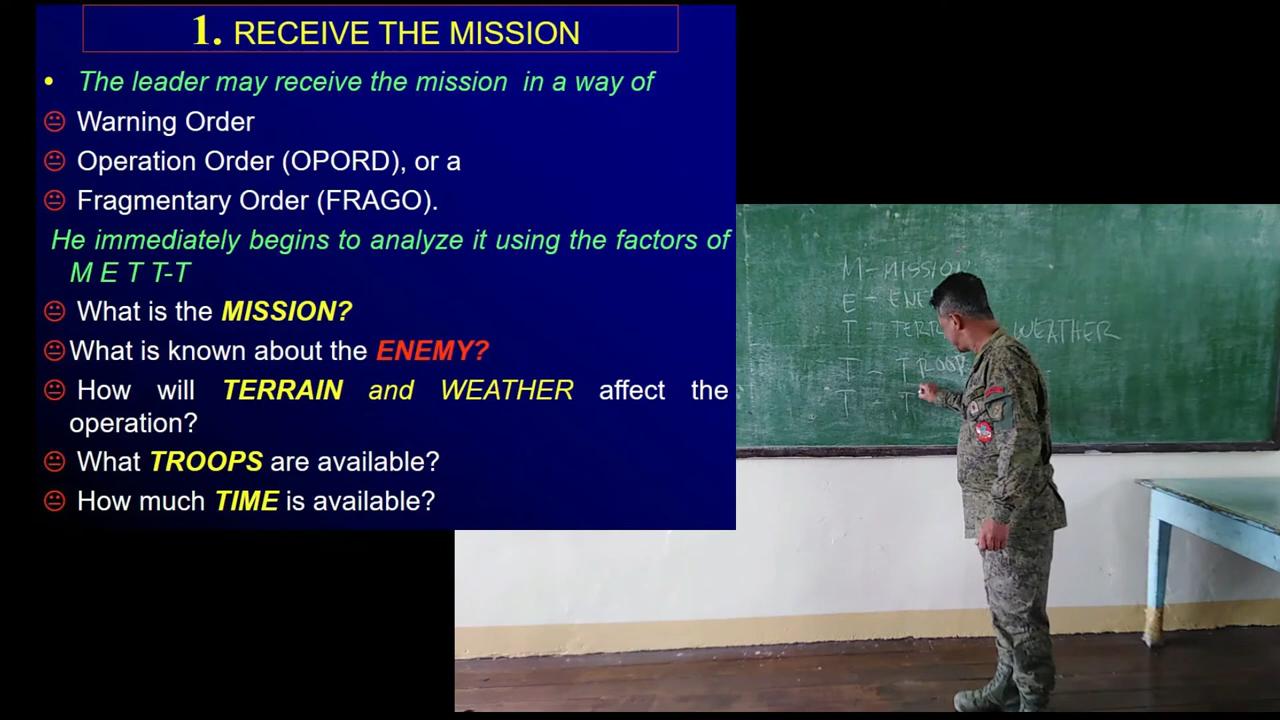 1. RECEIVE THE MISSION
• The leader may receive the mission in a way of
Warning Order
Operation Order (OPORD), or a
Fragmentary Order (FRAGO).
He immediately begins to analyze it using the factors of
M E T T-T
What is the MISSION?
What is known about the ENEMY?
How will TERRAIN and WEATHER affect the
operation?
What TROOPS are available?
How much TIME is available?
M - MISSION
E - ENE
T - TERR WEATHER
T - TROOP
T - T